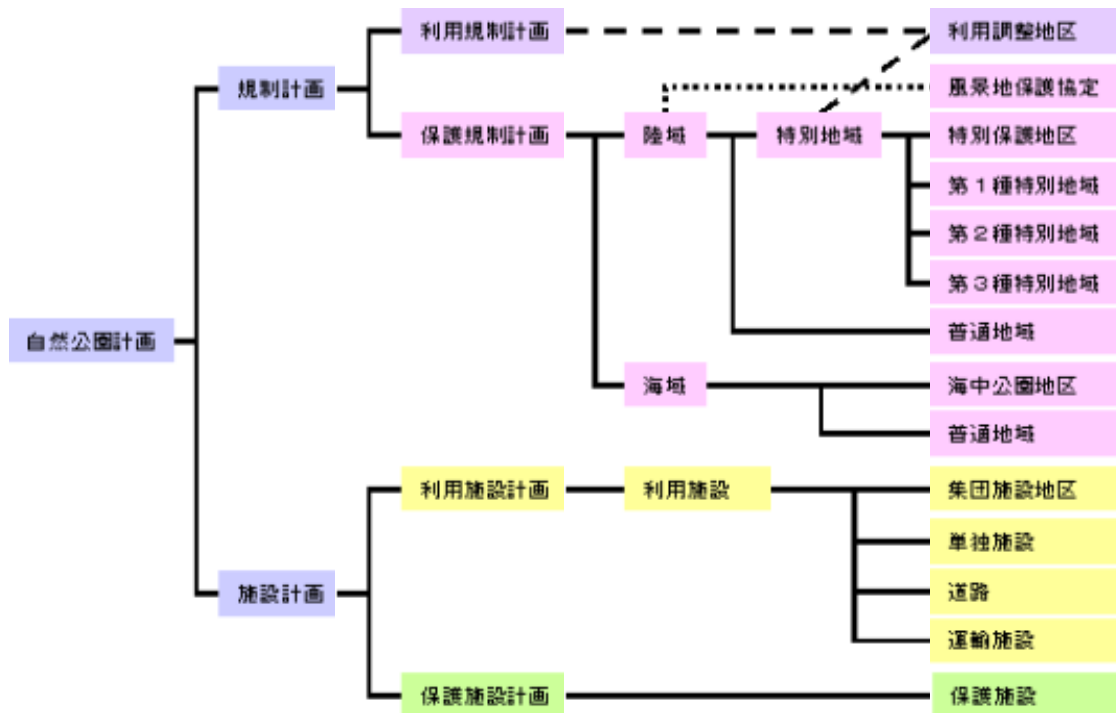 利用規制計画
利用調整地区
規制計画
風景地保護協定
保護規制計画
陸域
特別地域
特別保護地区
第1種特別地域
第2種特別地域
第3種特別地域
普通地域
自然公園計画
海域
海中公園地区
普通地域
利用施設計画
利用施設
集団施設地区
単独施設
施設計画
道路
運輸施設
保護施設計画
保護施設